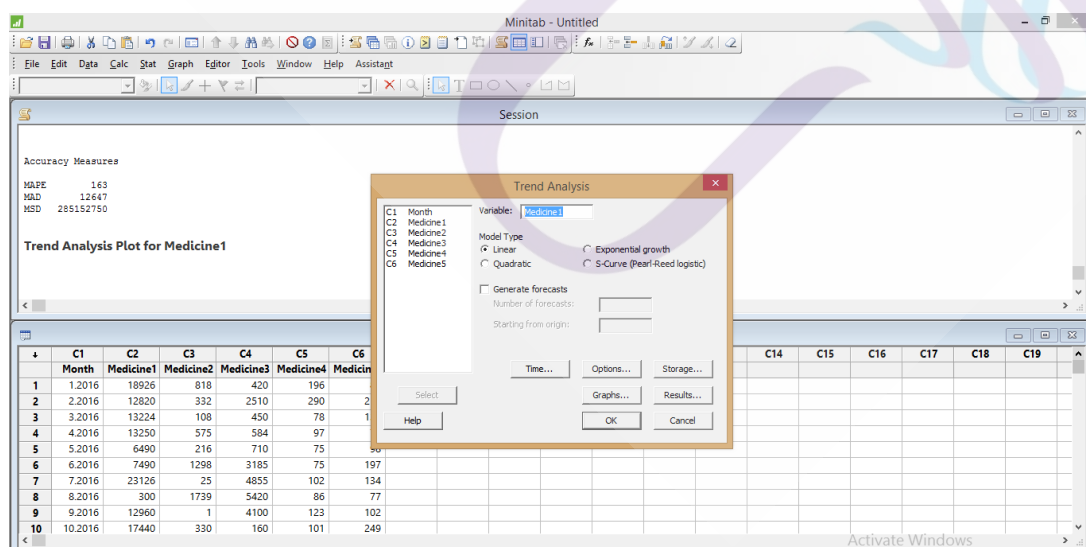 Minitab - Untitled
File Edit Data Calc Stat Graph Editor Tools Window Help Assistant
Session
Accuracy Measures
MAPE 163
MAD 12647
MSD 285152750
Trend Analysis Plot for Medicine1
Trend Analysis
C1 Month
C2 Medicine1
C3 Medicine2
C4 Medicine3
C5 Medicine4
C6 Medicine5
Variable: Medicine1
Model Type
Linear Exponential growth
Quadratic S-Curve (Pearl-Reed logistic)
Generate forecasts
Number of forecasts:
Starting from origin:
Time... Options... Storage...
Select Graphs... Results...
Help OK Cancel
C1 C2 C3 C4 C5 C6 C14 C15 C16 C17 C18 C19
Month Medicine1 Medicine2 Medicine3 Medicine4
1 1.2016 18926 818 420 196
2 2.2016 12820 332 2510 290
3 3.2016 13224 108 450 78
4 4.2016 13250 575 584 97
5 5.2016 6490 216 710 75
6 6.2016 7490 1298 3185 75 197
7 7.2016 23126 25 4855 102 134
8 8.2016 300 1739 5420 86 77
9 9.2016 12960 1 4100 123 102
10 10.2016 17440 330 160 101 249
Activate Windows